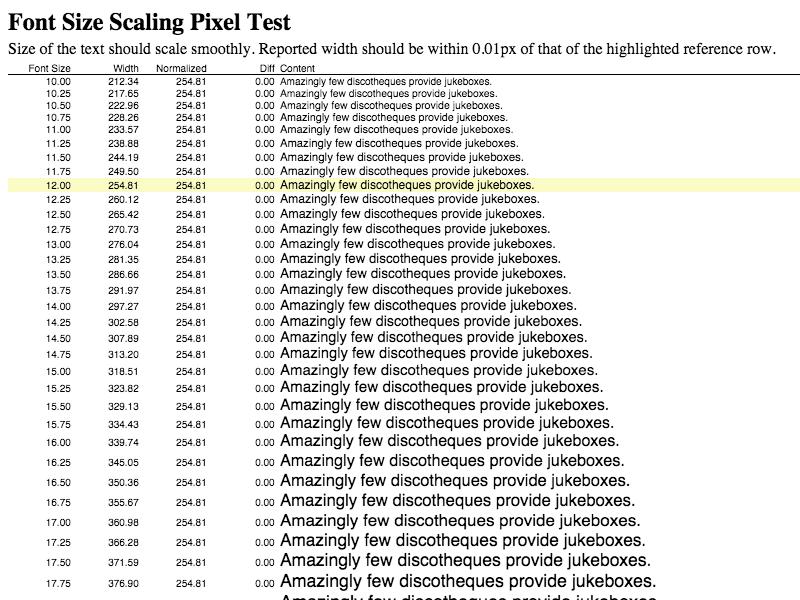 Font Size Scaling Pixel Test
Size of the text should scale smoothly. Reported width should be within 0.01px of that of the highlighted reference row.
Font Size Width Normalized Diff Content
10.00 212.34 254.81 0.00 Amazingly few discotheques provide jukeboxes.
10.25 217.65 254.81 0.00 Amazingly few discotheques provide jukeboxes.
10.50 222.96 254.81 0.00 Amazingly few discotheques provide jukeboxes.
10.75 228.26 254.81 0.00 Amazingly few discotheques provide jukeboxes.
11.00 233.57 254.81 0.00 Amazingly few discotheques provide jukeboxes.
11.25 238.88 254.81 0.00 Amazingly few discotheques provide jukeboxes.
11.50 244.19 254.81 0.00 Amazingly few discotheques provide jukeboxes.
11.75 249.50 254.81 0.00 Amazingly few discotheques provide jukeboxes.
12.00 254.81 254.81 0.00 Amazingly few discotheques provide jukeboxes.
12.25 260.12 254.81 0.00 Amazingly few discotheques provide jukeboxes.
12.50 265.42 254.81 0.00 Amazingly few discotheques provide jukeboxes.
12.75 270.73 254.81 0.00 Amazingly few discotheques provide jukeboxes.
13.00 276.04 254.81 0.00 Amazingly few discotheques provide jukeboxes.
13.25 281.35 254.81 0.00 Amazingly few discotheques provide jukeboxes.
13.50 286.66 254.81 0.00 Amazingly few discotheques provide jukeboxes.
13.75 291.97 254.81 0.00 Amazingly few discotheques provide jukeboxes.
14.00 297.27 254.81 0.00 Amazingly few discotheques provide jukeboxes.
14.25 302.58 254.81 0.00 Amazingly few discotheques provide jukeboxes.
14.50 307.89 254.81 0.00 Amazingly few discotheques provide jukeboxes.
14.75 313.20 254.81 0.00 Amazingly few discotheques provide jukeboxes.
15.00 318.51 254.81 0.00 Amazingly few discotheques provide jukeboxes.
15.25 323.82 254.81 0.00 Amazingly few discotheques provide jukeboxes.
15.50 329.13 254.81 0.00 Amazingly few discotheques provide jukeboxes.
15.75 334.43 254.81 0.00 Amazingly few discotheques provide jukeboxes.
16.00 339.74 254.81 0.00 Amazingly few discotheques provide jukeboxes.
16.25 345.05 254.81 0.00 Amazingly few discotheques provide jukeboxes.
16.50 350.36 254.81 0.00 Amazingly few discotheques provide jukeboxes.
16.75 355.67 254.81 0.00 Amazingly few discotheques provide jukeboxes.
17.00 360.98 254.81 0.00 Amazingly few discotheques provide jukeboxes.
17.25 366.28 254.81 0.00 Amazingly few discotheques provide jukeboxes.
17.50 371.59 254.81 0.00 Amazingly few discotheques provide jukeboxes.
17.75 376.90 254.81 0.00 Amazingly few discotheques provide jukeboxes.